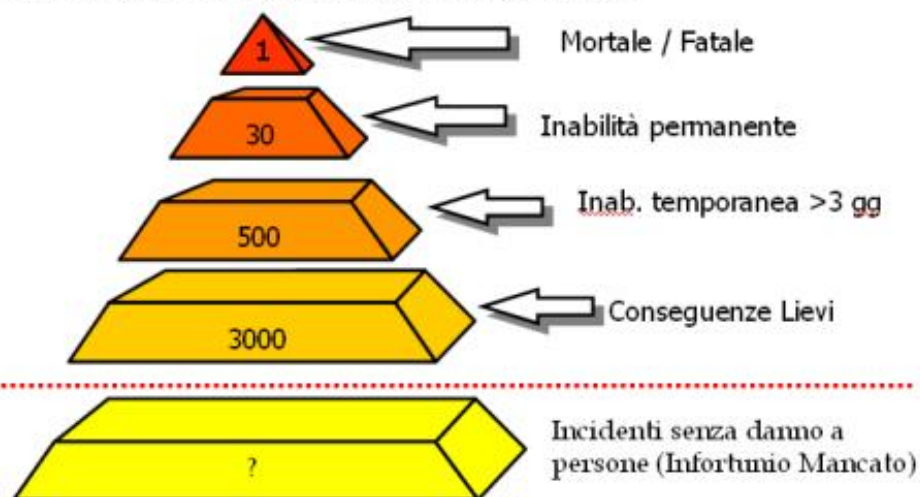 1
Mortale / Fatale
30
Inabilità permanente
500
Inab. temporanea >3 gg
3000
Conseguenze Lievi
?
Incidenti senza danno a
persone (Infortunio Mancato)